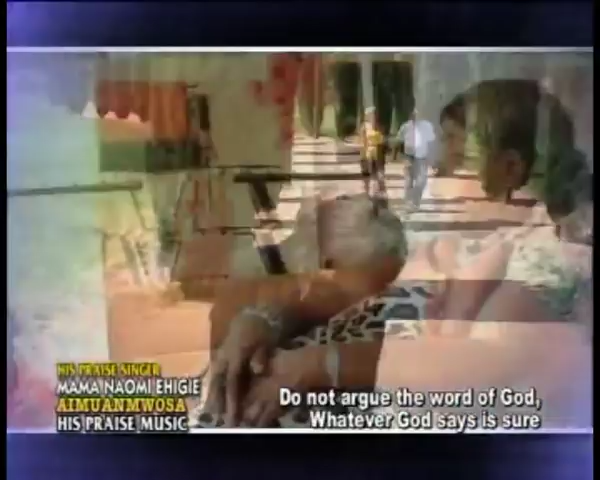 HIS PRAISE SINGER
MAMA NAOMI EHIGIE
AIMUANMWOSA
HIS PRAISE MUSIC
Do not argue the word of God,
Whatever God says is sure